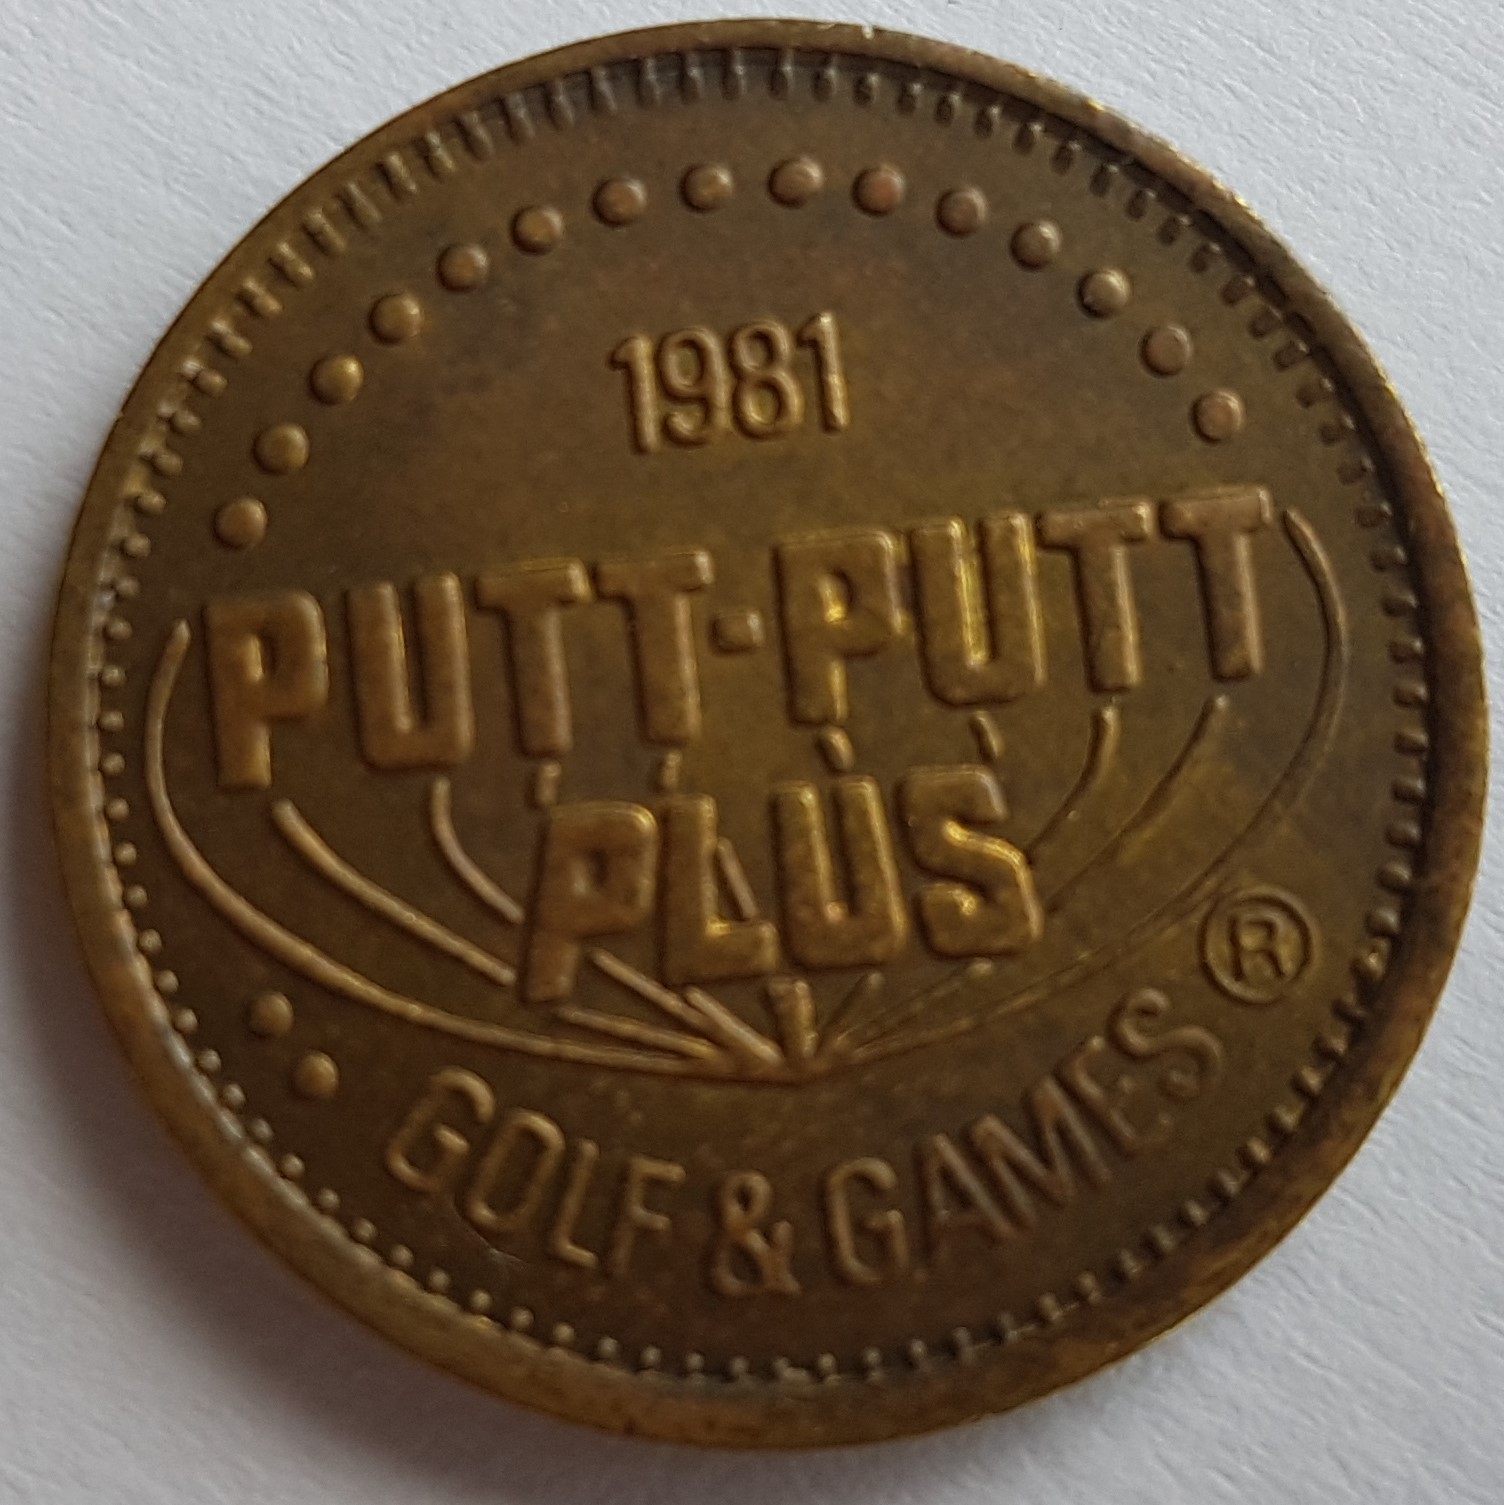 1981
PUTT-PUTT
PLUS
GOLF & GAMES ®